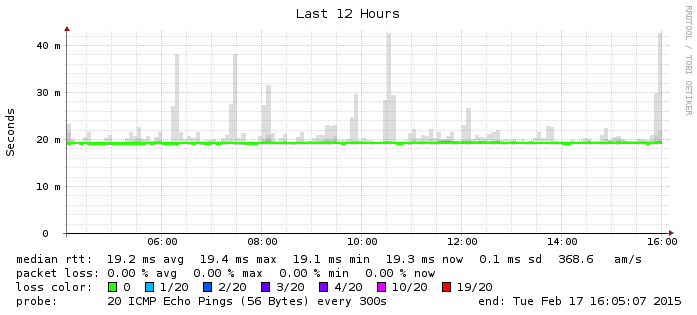 Last 12 Hours
RRDTOOL / TOBI OETIKER
Seconds
40 m
30 m
20 m
10 m
0
06:00 08:00 10:00 12:00 14:00 16:00
median rtt: 19.2 ms avg 19.4 ms max 19.1 ms min 19.3 ms now 0.1 ms sd 368.6 am/s
packet loss: 0.00 % avg 0.00 % max 0.00 % min 0.00 % now
loss color: 0 1/20 2/20 3/20 4/20 10/20 19/20
probe: 20 ICMP Echo Pings (56 Bytes) every 300s end: Tue Feb 17 16:05:07 2015